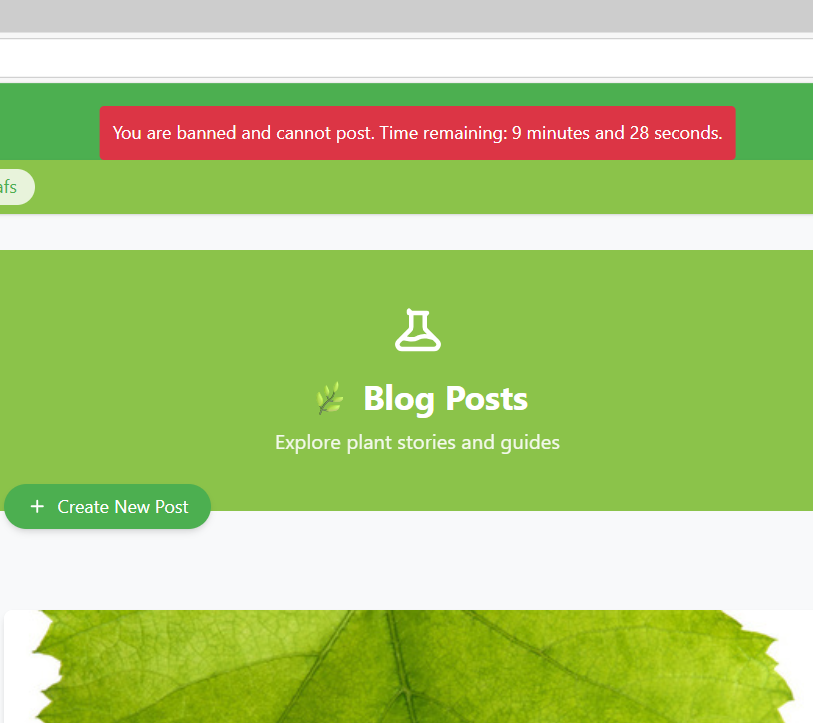 You are banned and cannot post. Time remaining: 9 minutes and 28 seconds.
afs
Blog Posts
Explore plant stories and guides
+ Create New Post